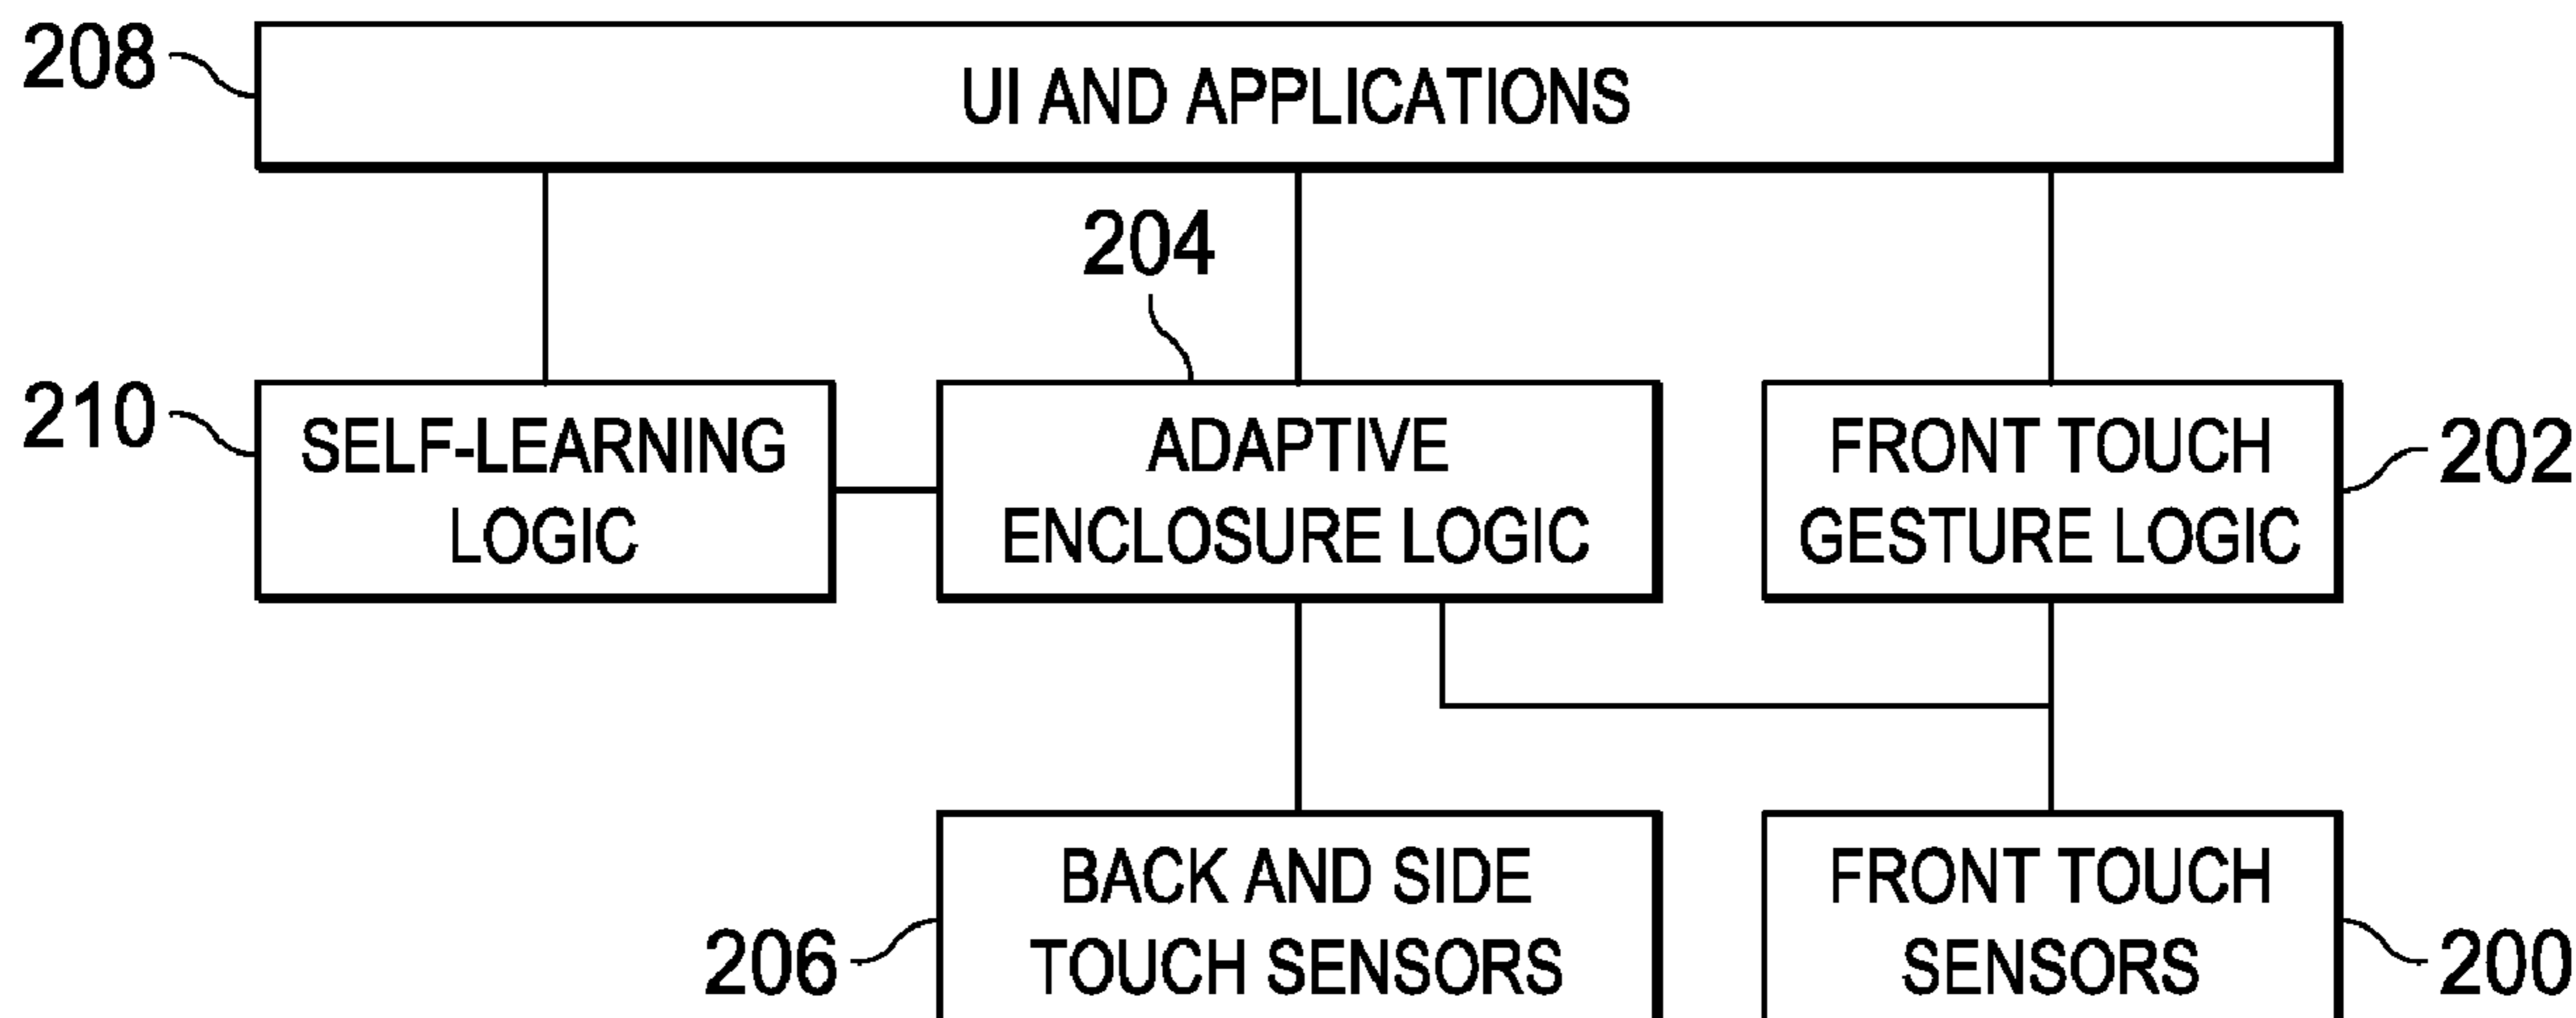 208
UI AND APPLICATIONS
204
210
SELF-LEARNING
LOGIC
ADAPTIVE
ENCLOSURE LOGIC
FRONT TOUCH
GESTURE LOGIC
202
206
BACK AND SIDE
TOUCH SENSORS
FRONT TOUCH
SENSORS
200